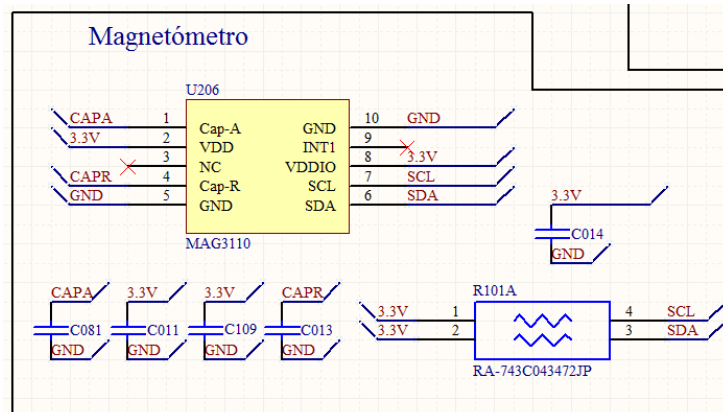 Magnetómetro
U206
CAPA 1 Cap-A GND 10 GND
3.3V 2 VDD INT1 9
3 NC VDDIO 8 3.3V
CAPR 4 Cap-R SCL 7 SCL
GND 5 GND SDA 6 SDA
MAG3110
3.3V
C014
GND
CAPA 3.3V 3.3V CAPR
C081 C011 C109 C013
GND GND GND GND
R101A
3.3V 1 4 SCL
3.3V 2 3 SDA
RA-743C043472JP